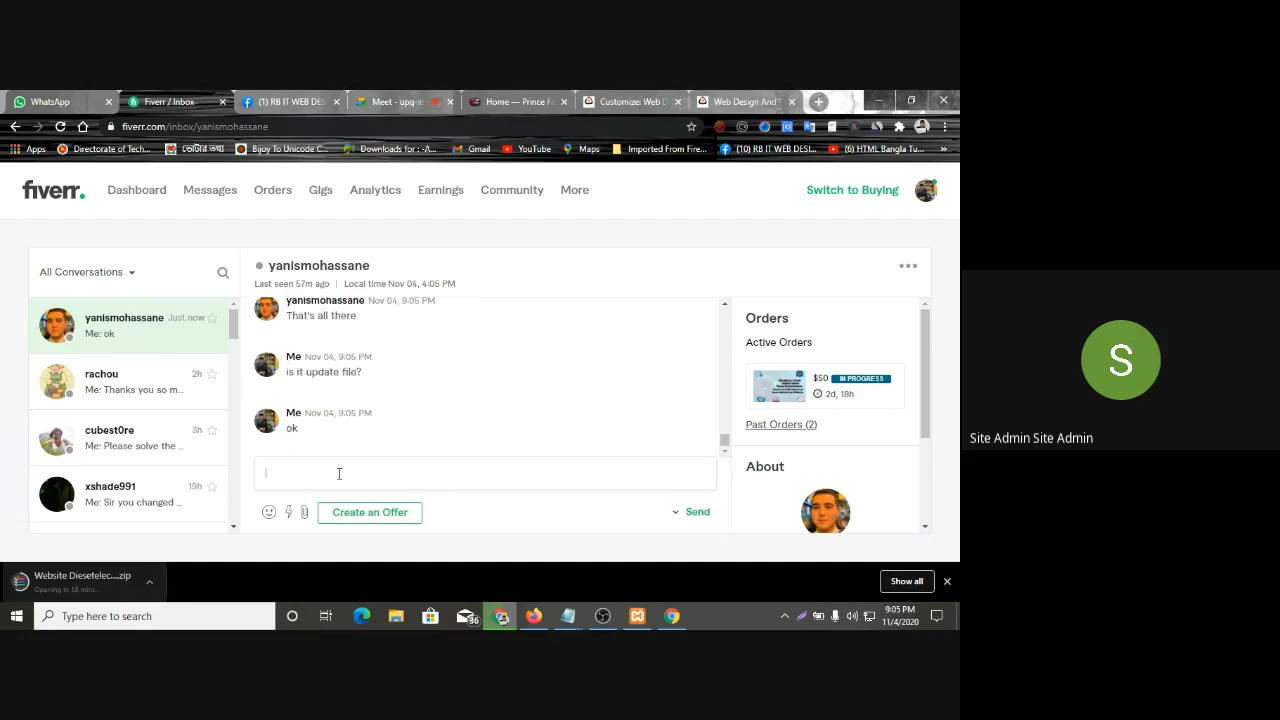 WhatsApp
Fiverr / Inbox
(1) RB IT WEB DES
Meet - upq-x
Home — Prince F
Customize: Web D
Web Design And T
fiverr.com/inbox/yanismohassane
Apps
Directorate of Tech...
Bijoy To Unicode C...
Downloads for : -A...
Gmail
YouTube
Maps
Imported From Fire...
(10) RB IT WEB DESI...
(6) HTML Bangla Tu...
fiverr.
Dashboard
Messages
Orders
Gigs
Analytics
Earnings
Community
More
Switch to Buying
All Conversations
yanismohassane
Last seen 57m ago | Local time Nov 04, 4:05 PM
yanismohassane Just now
Me: ok
rachou 2h
Me: Thanks you so m...
cubest0re 3h
Me: Please solve the ...
xshade991 19h
Me: Sir you changed ...
yanismohassane Nov 04, 9:05 PM
That's all there
Me Nov 04, 9:05 PM
is it update file?
Me Nov 04, 9:05 PM
ok
Create an Offer
Send
Orders
Active Orders
$50 IN PROGRESS
2d, 18h
Past Orders (2)
About
Website Diesetelec....zip
Opening in 58 mins...
Show all
Type here to search
36
9:05 PM
11/4/2020
S
Site Admin Site Admin